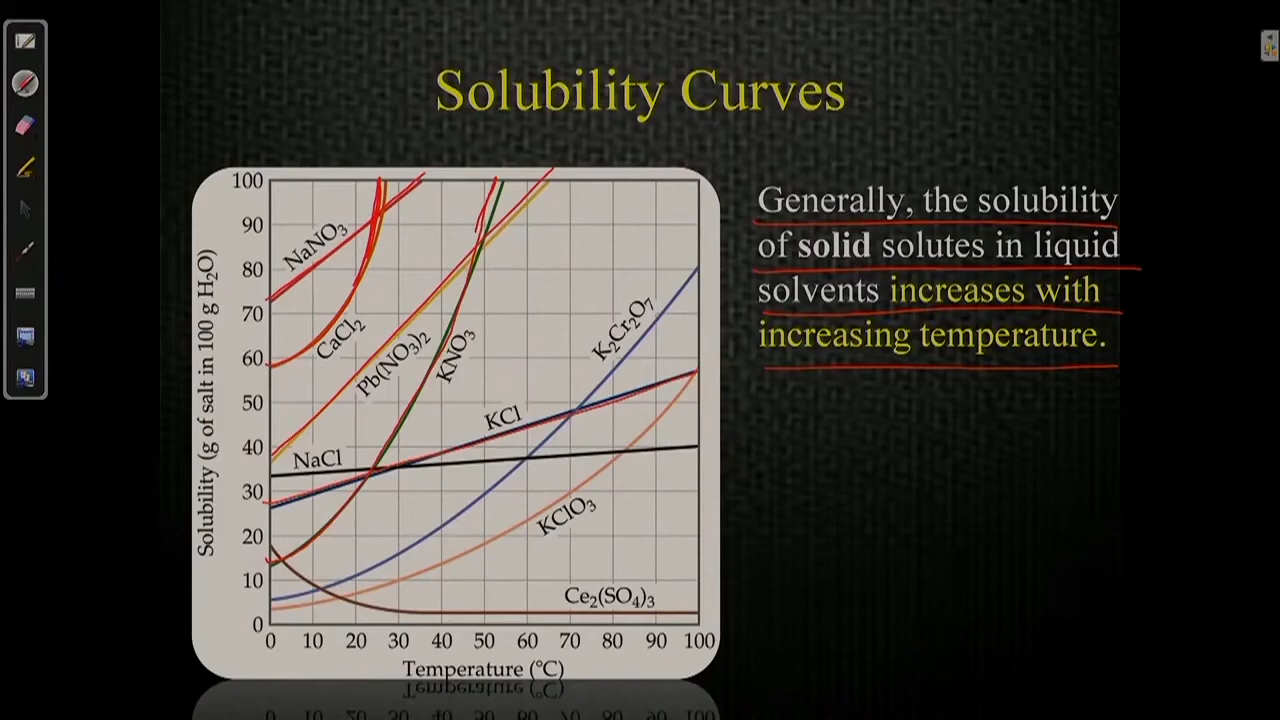 Solubility Curves
Generally, the solubility
of solid solutes in liquid
solvents increases with
increasing temperature.
Solubility (g of salt in 100 g H₂O)
100
90
80
70
60
50
40
30
20
10
0
NaNO₃
CaCl₂
Pb(NO₃)₂
KNO₃
K₂Cr₂O₇
KCl
NaCl
KClO₃
Ce₂(SO₄)₃
0 10 20 30 40 50 60 70 80 90 100
Temperature (°C)